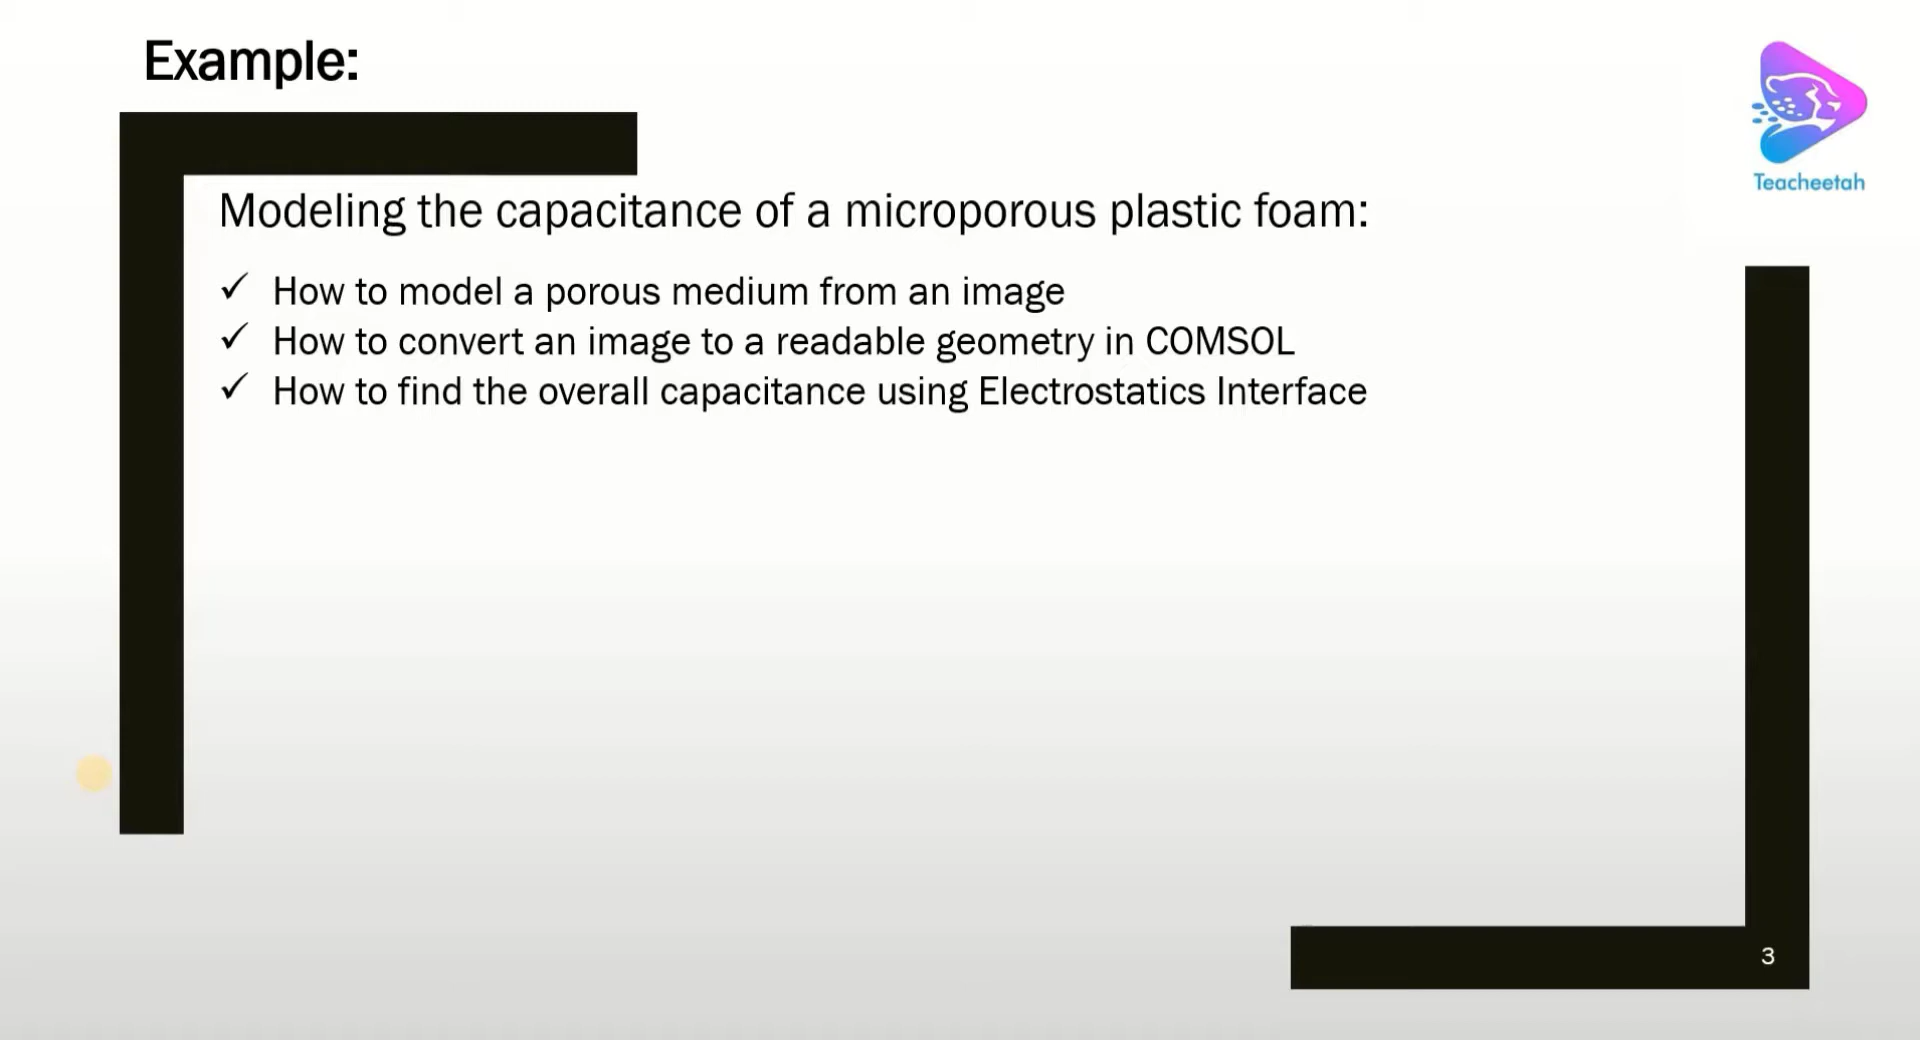 Example:
Teacheetah
Modeling the capacitance of a microporous plastic foam:
✓ How to model a porous medium from an image
✓ How to convert an image to a readable geometry in COMSOL
✓ How to find the overall capacitance using Electrostatics Interface
3